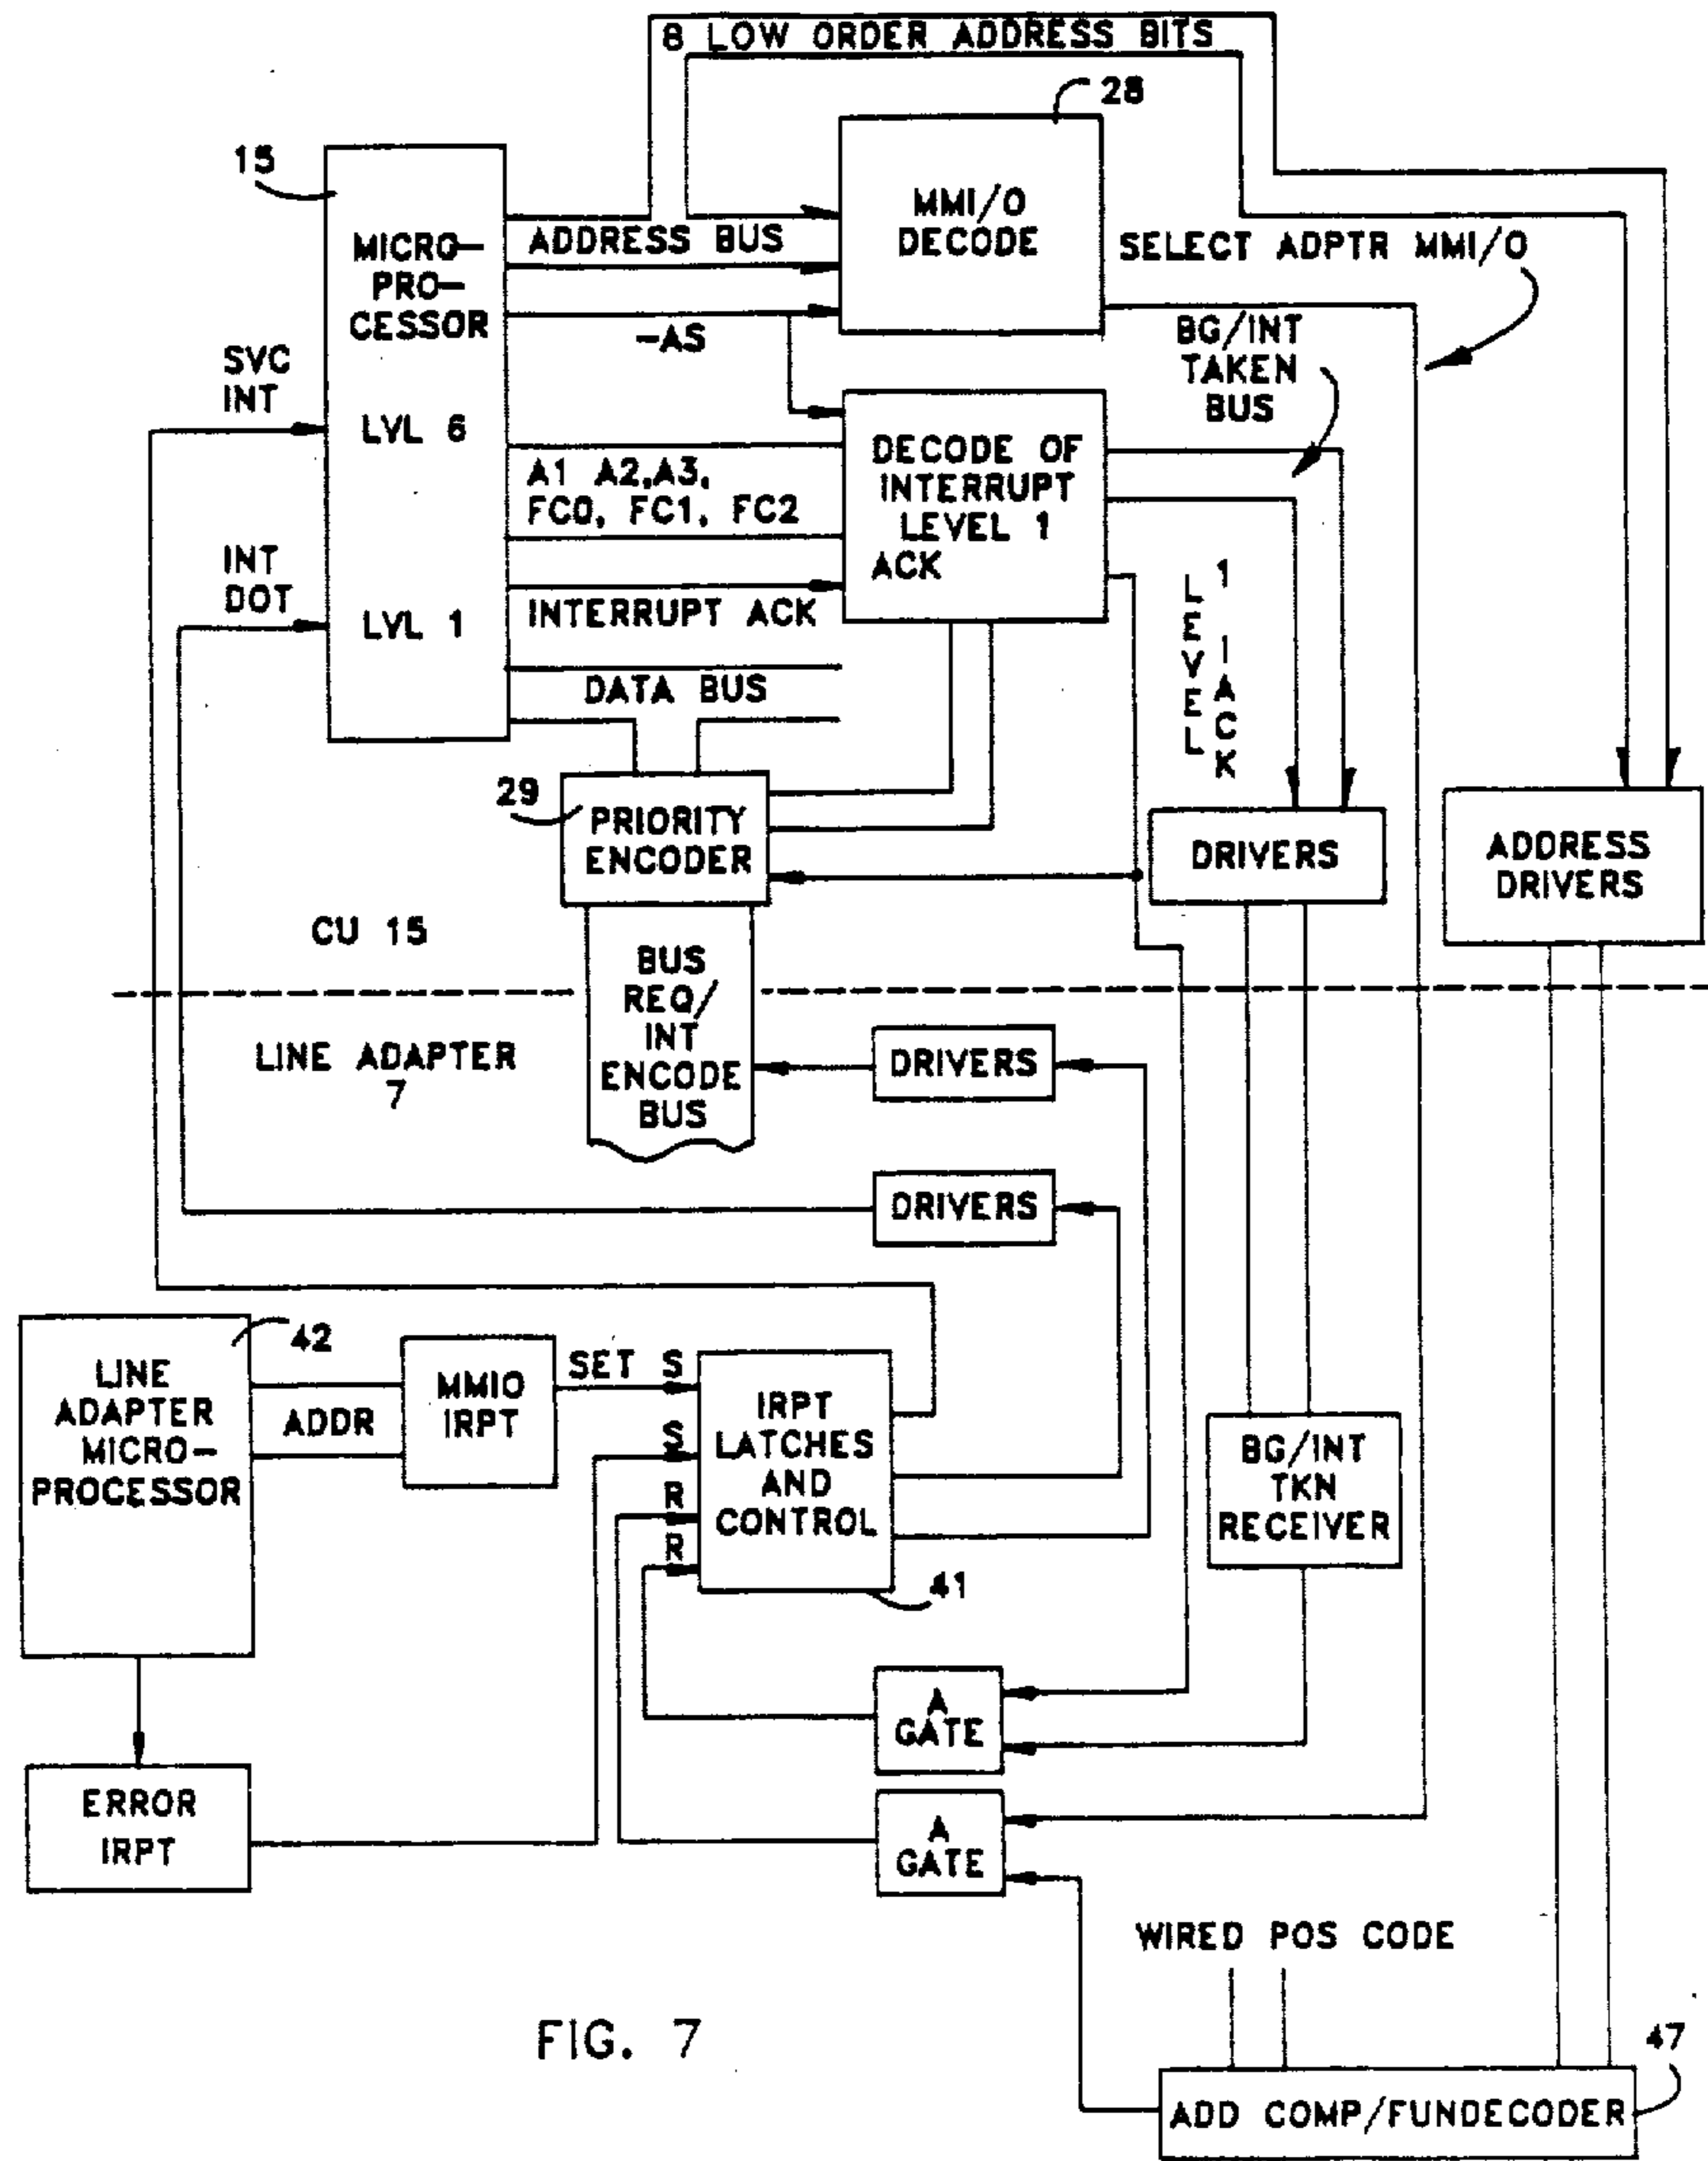 8 LOW ORDER ADDRESS BITS
28
15
MICRO-
PRO-
CESSOR
ADDRESS BUS
MMI/O
DECODE
SELECT ADPTR MMI/O
-AS
BG/INT
TAKEN
BUS
SVC
INT
LVL 6
A1 A2,A3,
FC0, FC1, FC2
DECODE OF
INTERRUPT
LEVEL 1
ACK
INT
DOT
LVL 1
INTERRUPT ACK
LEVEL
1 IACK
DATA BUS
29
PRIORITY
ENCODER
DRIVERS
ADDRESS
DRIVERS
CU 15
BUS
REQ/
INT
ENCODE
BUS
LINE ADAPTER
7
DRIVERS
DRIVERS
42
LINE
ADAPTER
MICRO-
PROCESSOR
ADDR
MMIO
IRPT
SET S
S
R
R
IRPT
LATCHES
AND
CONTROL
41
BG/INT
TKN
RECEIVER
A
GATE
ERROR
IRPT
A
GATE
WIRED POS CODE
FIG. 7
47
ADD COMP/FUNDECODER